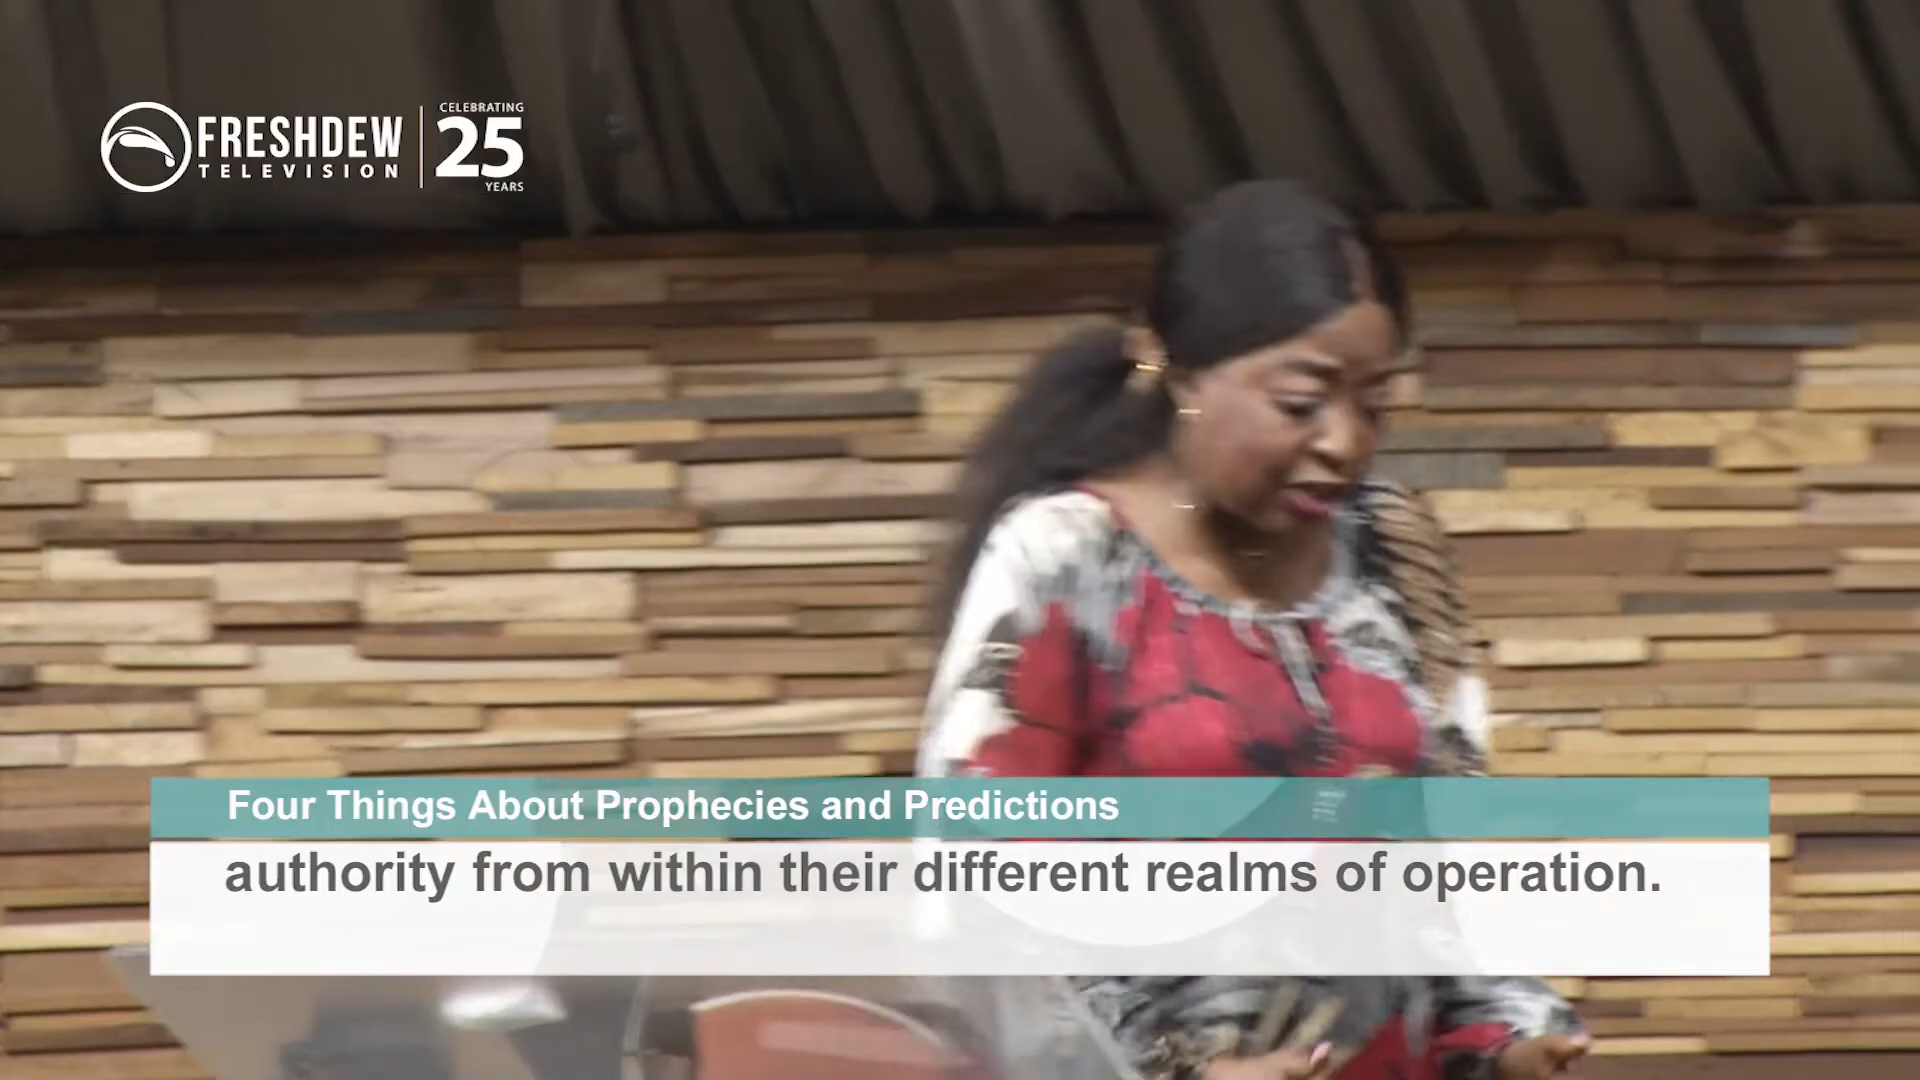 FRESHDEW
TELEVISION
CELEBRATING
25
YEARS
Four Things About Prophecies and Predictions
authority from within their different realms of operation.